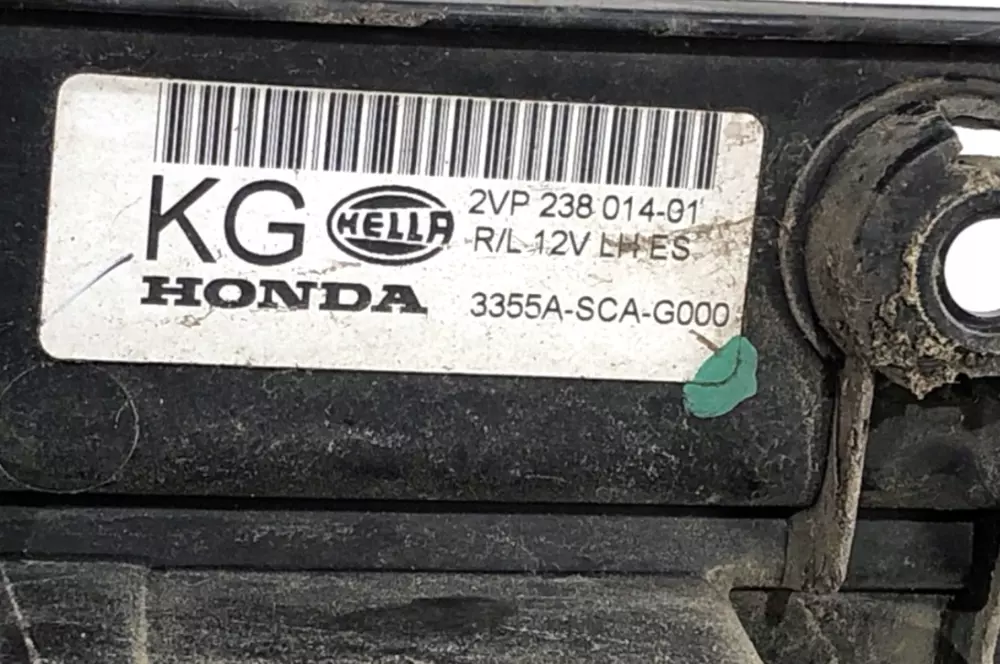 KG HELLA 2VP 238 014-01
R/L 12V LH ES
HONDA 3355A-SCA-G000